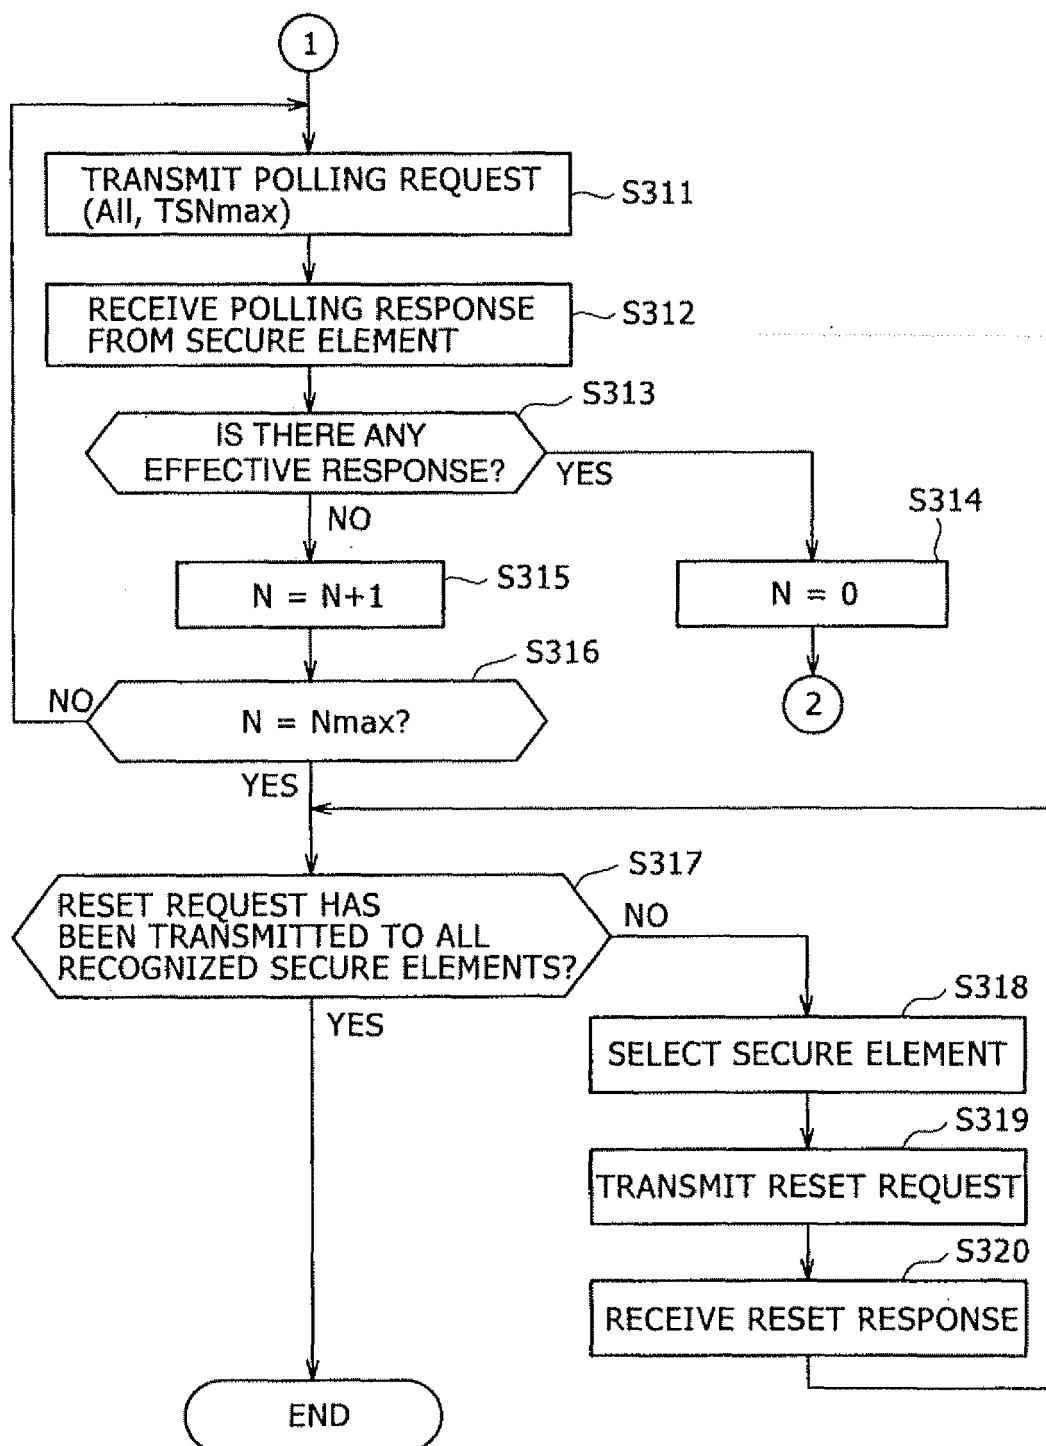 1
TRANSMIT POLLING REQUEST
(All, TSNmax)
S311
RECEIVE POLLING RESPONSE
FROM SECURE ELEMENT
S312
S313
IS THERE ANY
EFFECTIVE RESPONSE?
YES
NO
S314
N = 0
2
S315
N = N+1
S316
NO
N = Nmax?
YES
S317
RESET REQUEST HAS
BEEN TRANSMITTED TO ALL
RECOGNIZED SECURE ELEMENTS?
NO
YES
S318
SELECT SECURE ELEMENT
S319
TRANSMIT RESET REQUEST
S320
RECEIVE RESET RESPONSE
END